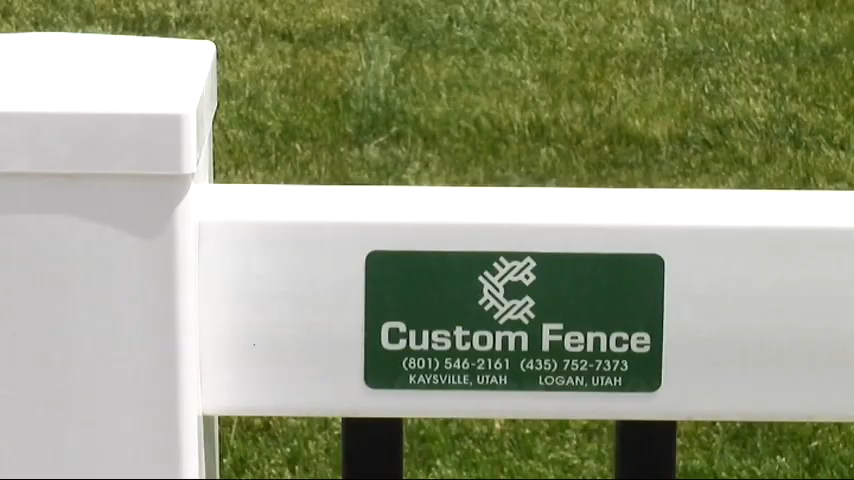 Custom Fence
(801) 546-2161 (435) 752-7373
KAYSVILLE, UTAH LOGAN, UTAH